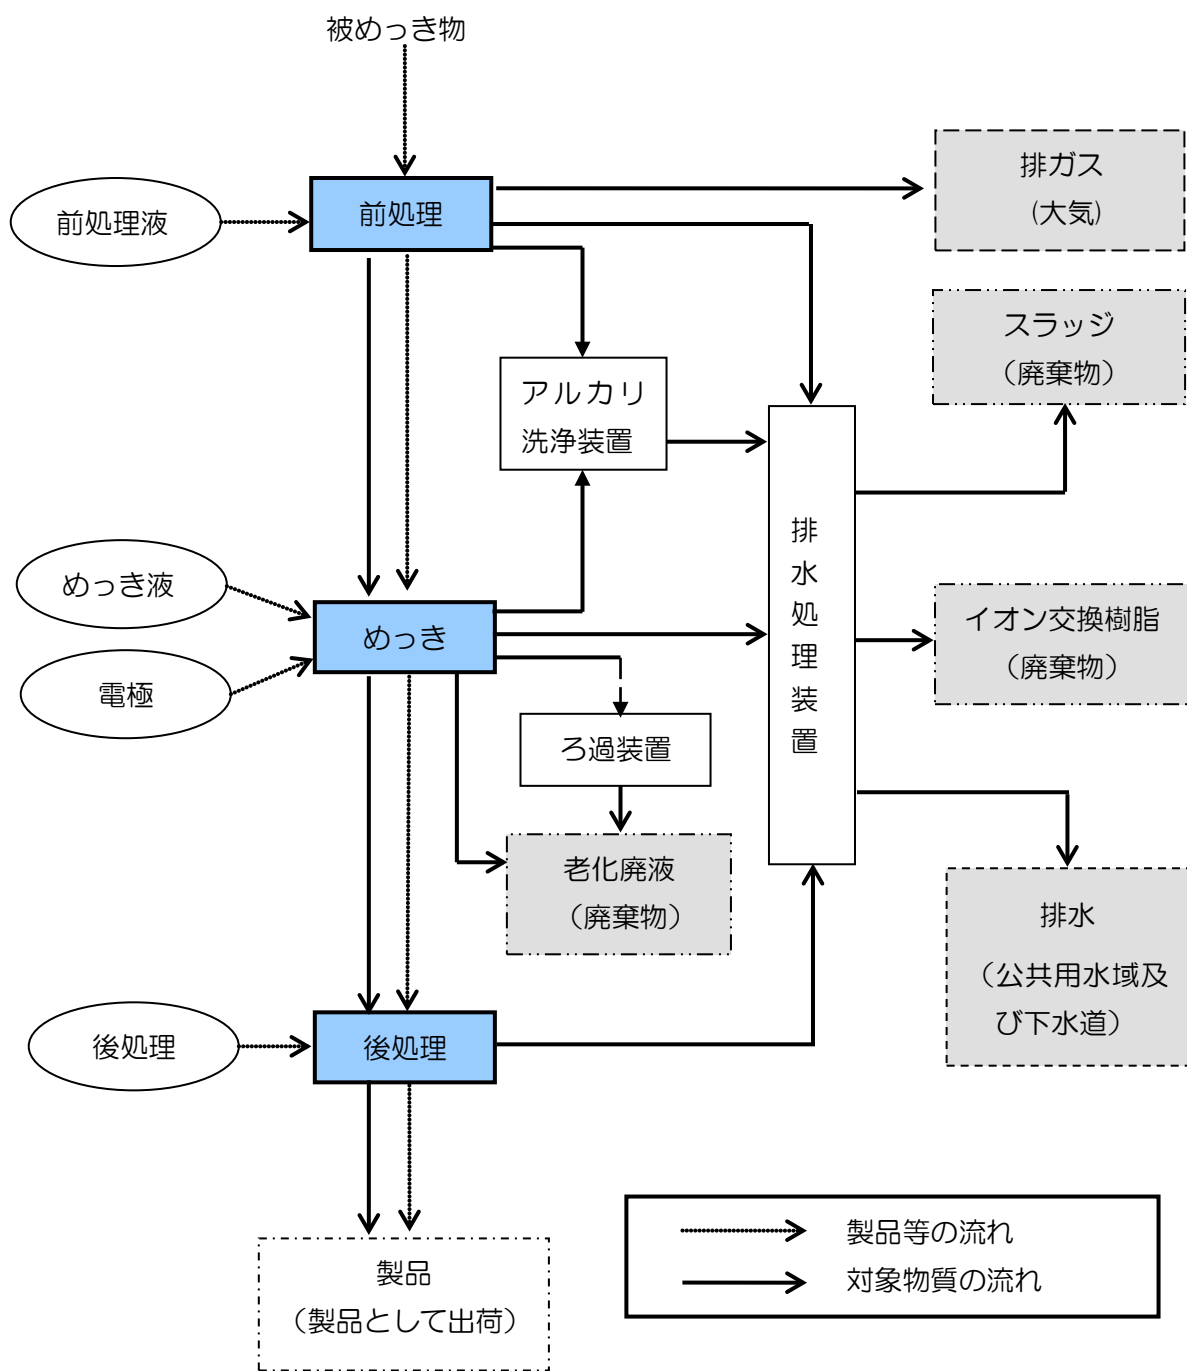 被めっき物
排ガス
(大気)
前処理液
前処理
スラッジ
（廃棄物）
アルカリ
洗浄装置
排水処理装置
めっき液
めっき
電極
イオン交換樹脂
（廃棄物）
ろ過装置
老化廃液
（廃棄物）
排水
（公共用水域及
び下水道）
後処理
後処理
製品等の流れ
対象物質の流れ
製品
（製品として出荷）